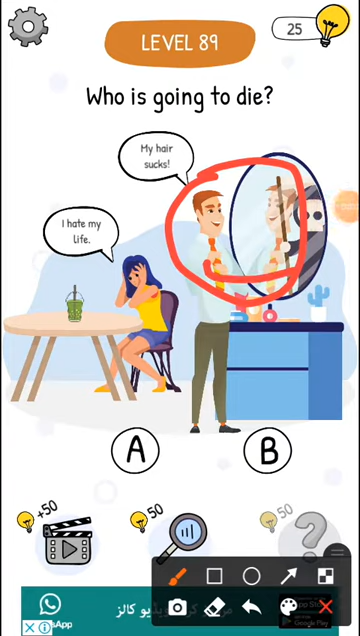 LEVEL 89
25
Who is going to die?
My hair
sucks!
I hate my
life.
A
B
+50
50
50
?